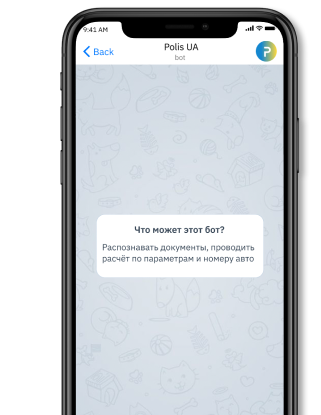 9:41 AM
Back
Polis UA
bot
Что может этот бот?
Распознавать документы, проводить
расчёт по параметрам и номеру авто